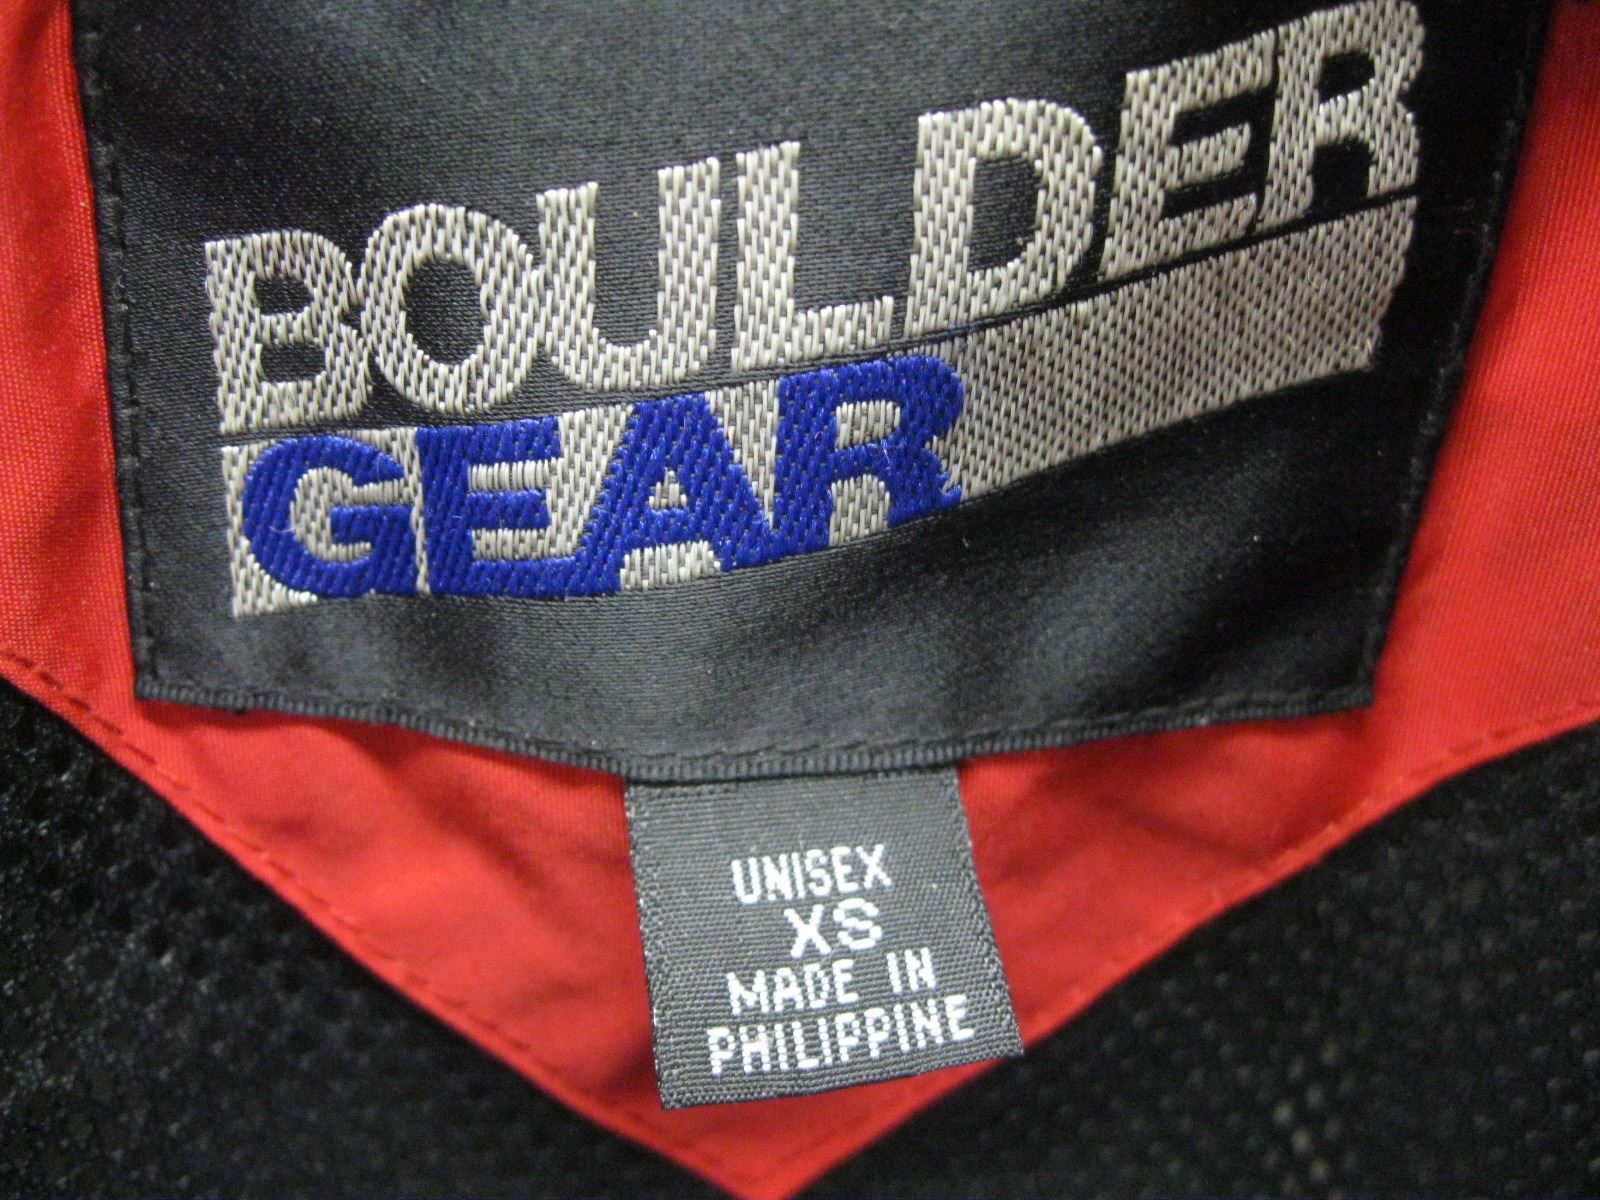 BOULDER
GEAR
UNISEX
XS
MADE IN
PHILIPPINE